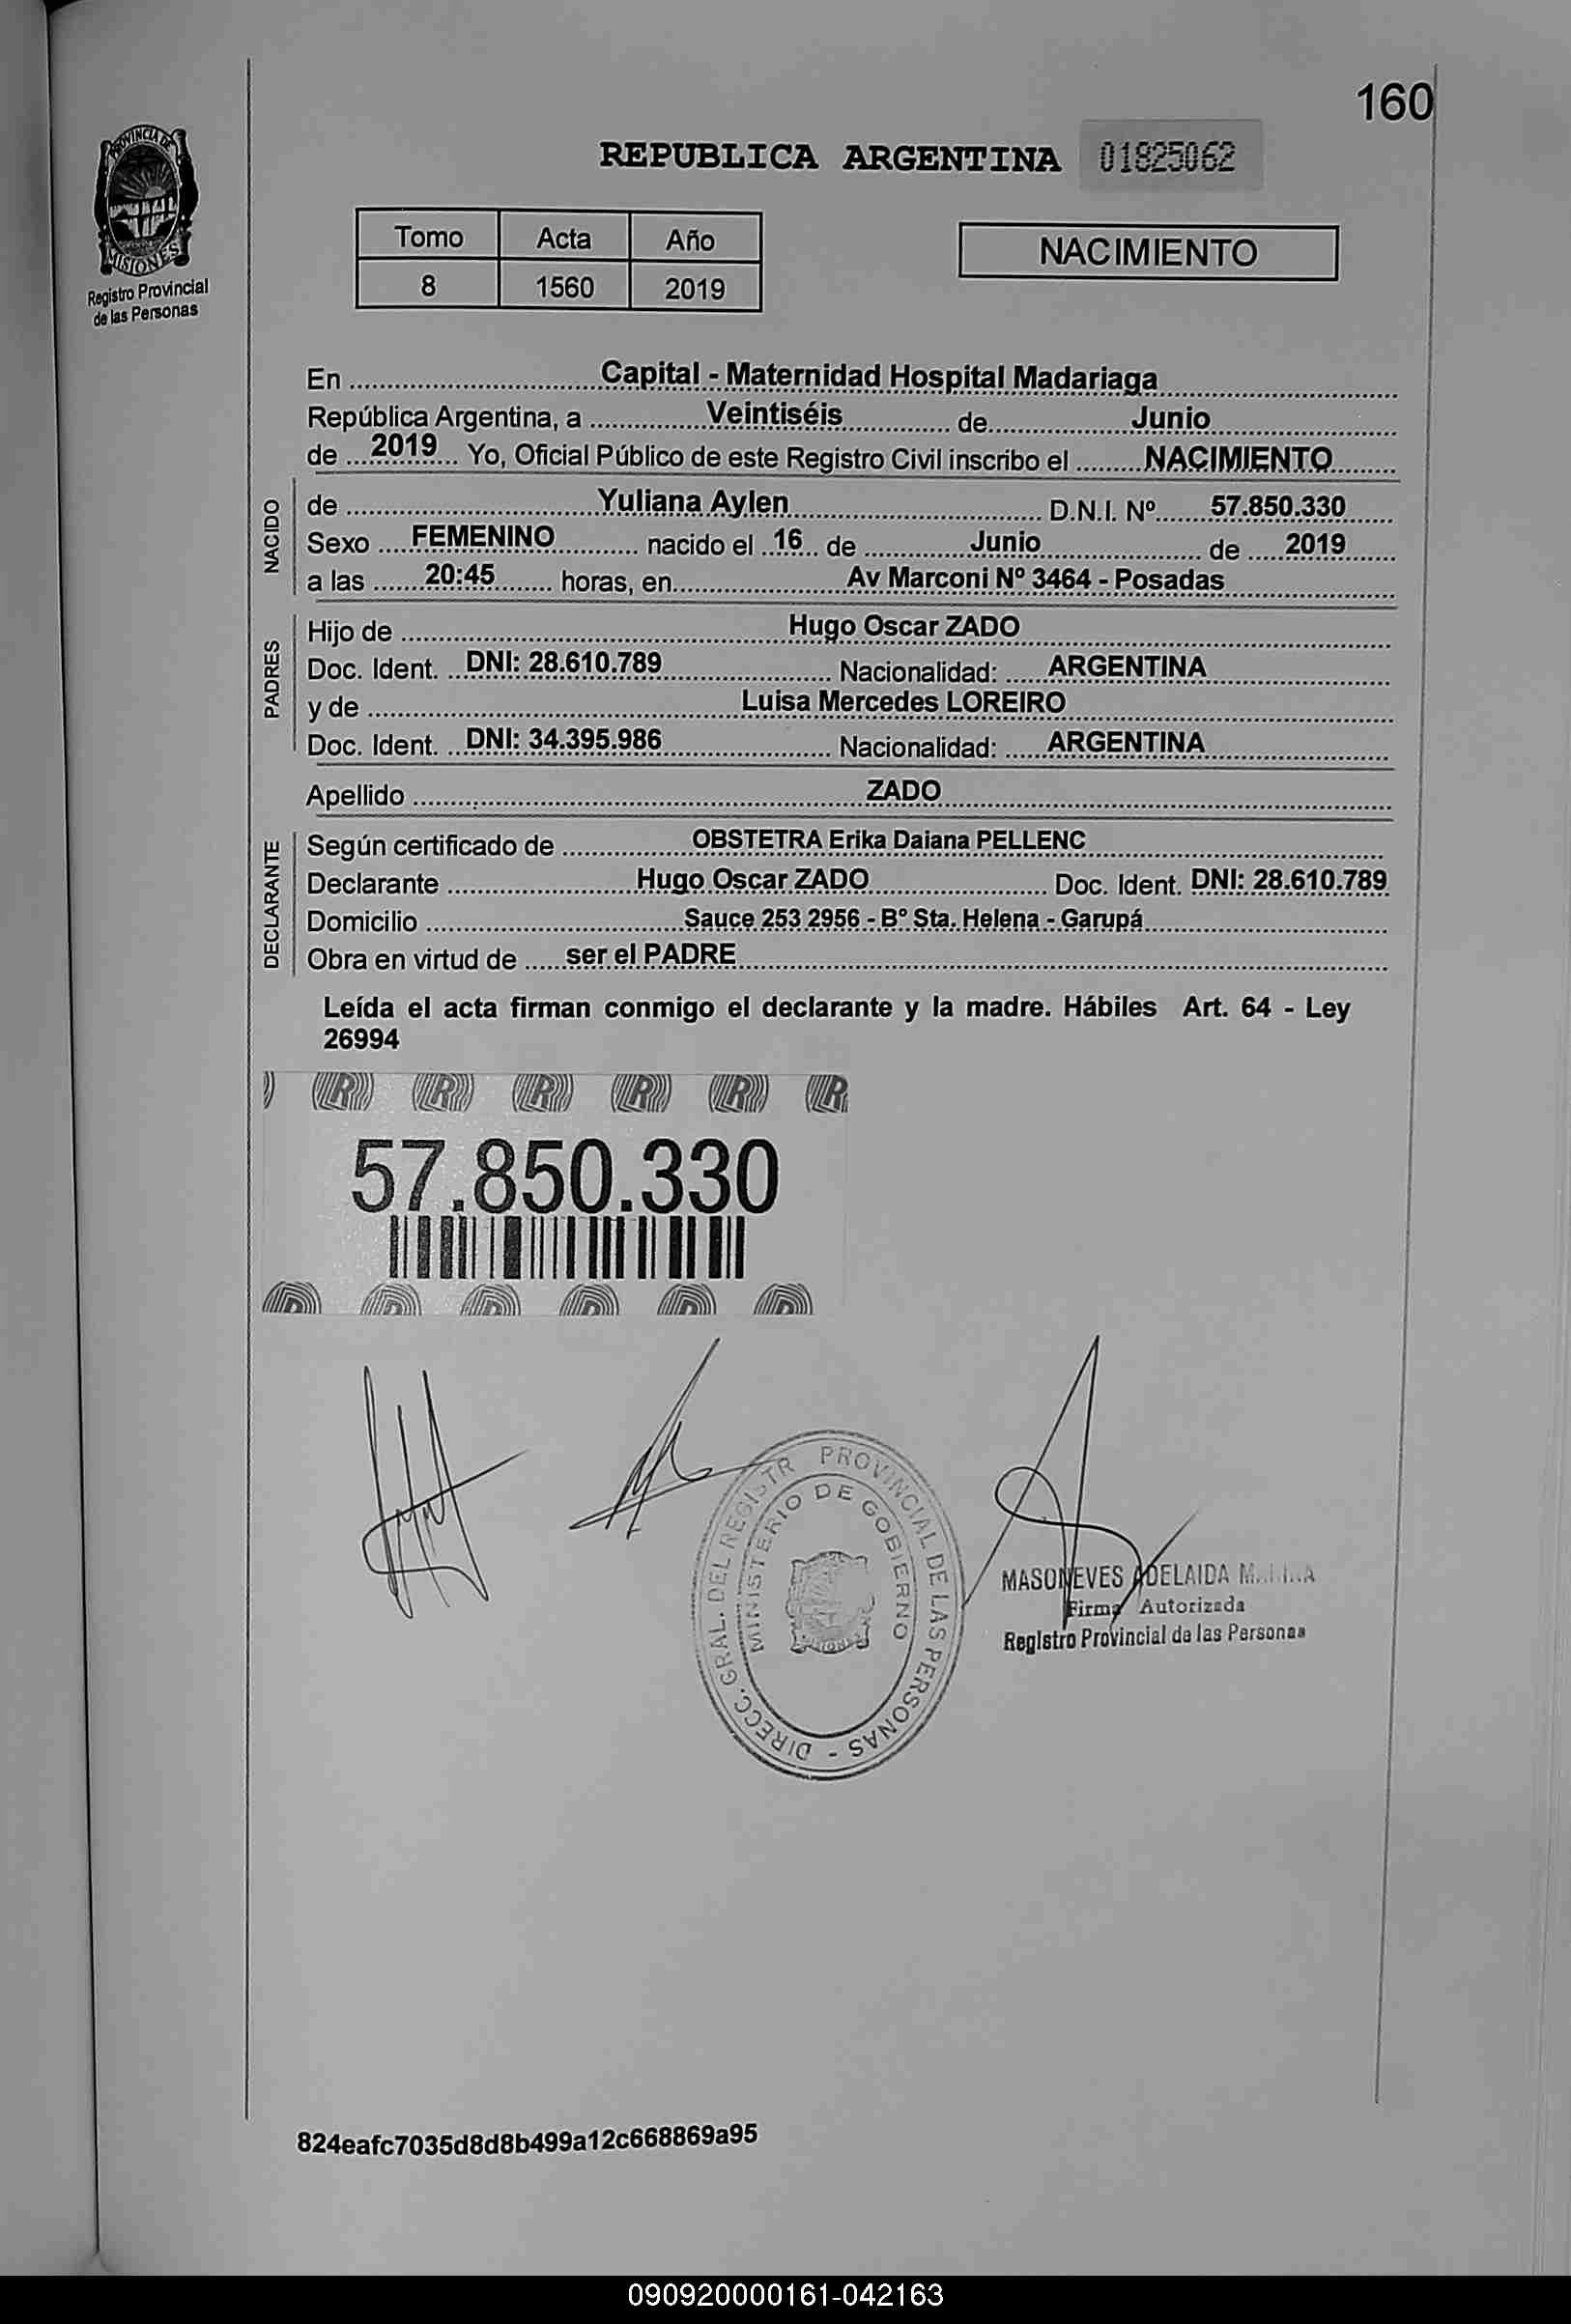 160
PROVINCIA DE
MISIONES
Registro Provincial
de las Personas
REPUBLICA ARGENTINA 01825062
Tomo Acta Año
8 1560 2019
NACIMIENTO
En Capital - Maternidad Hospital Madariaga
República Argentina, a Veintiséis de Junio
de 2019 Yo, Oficial Público de este Registro Civil inscribo el NACIMIENTO
NACIDO
de Yuliana Aylen D.N.I. Nº 57.850.330
Sexo FEMENINO nacido el 16 de Junio de 2019
a las 20:45 horas, en Av Marconi Nº 3464 - Posadas
PADRES
Hijo de Hugo Oscar ZADO
Doc. Ident. DNI: 28.610.789 Nacionalidad: ARGENTINA
y de Luisa Mercedes LOREIRO
Doc. Ident. DNI: 34.395.986 Nacionalidad: ARGENTINA
Apellido ZADO
DECLARANTE
Según certificado de OBSTETRA Erika Daiana PELLENC
Declarante Hugo Oscar ZADO Doc. Ident. DNI: 28.610.789
Domicilio Sauce 253 2956 - Bº Sta. Helena - Garupá
Obra en virtud de ser el PADRE
Leída el acta firman conmigo el declarante y la madre. Hábiles Art. 64 - Ley
26994
57.850.330
DIRECC. GRAL. DEL REGISTR PROVINCIAL DE LAS PERSONAS -
MINISTERIO DE GOBIERNO
MASONEVES ADELAIDA
Firma Autorizada
Registro Provincial de las Personas
824eafc7035d8d8b499a12c668869a95
090920000161-042163